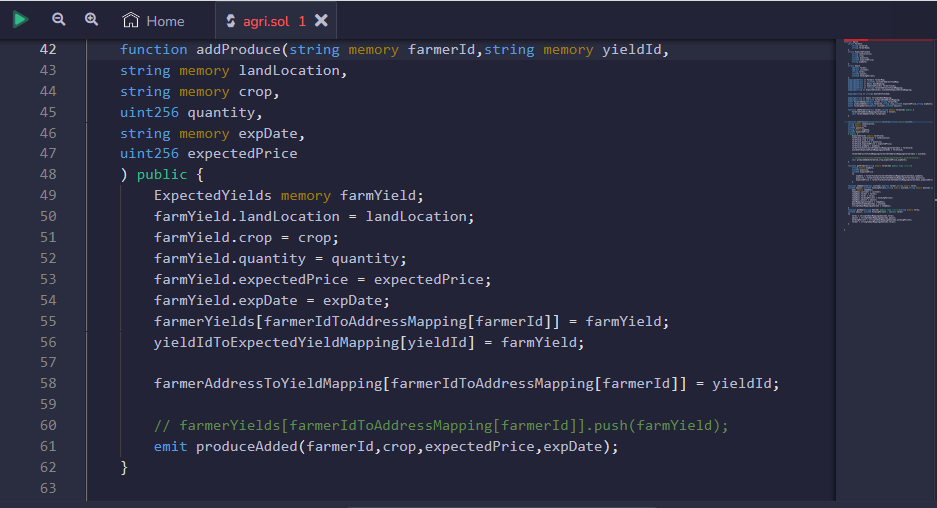 Home
agri.sol 1
42 function addProduce(string memory farmerId,string memory yieldId,
43 string memory landLocation,
44 string memory crop,
45 uint256 quantity,
46 string memory expDate,
47 uint256 expectedPrice
48 ) public {
49 ExpectedYields memory farmYield;
50 farmYield.landLocation = landLocation;
51 farmYield.crop = crop;
52 farmYield.quantity = quantity;
53 farmYield.expectedPrice = expectedPrice;
54 farmYield.expDate = expDate;
55 farmerYields[farmerIdToAddressMapping[farmerId]] = farmYield;
56 yieldIdToExpectedYieldMapping[yieldId] = farmYield;
57
58 farmerAddressToYieldMapping[farmerIdToAddressMapping[farmerId]] = yieldId;
59
60 // farmerYields[farmerIdToAddressMapping[farmerId]].push(farmYield);
61 emit produceAdded(farmerId,crop,expectedPrice,expDate);
62 }
63